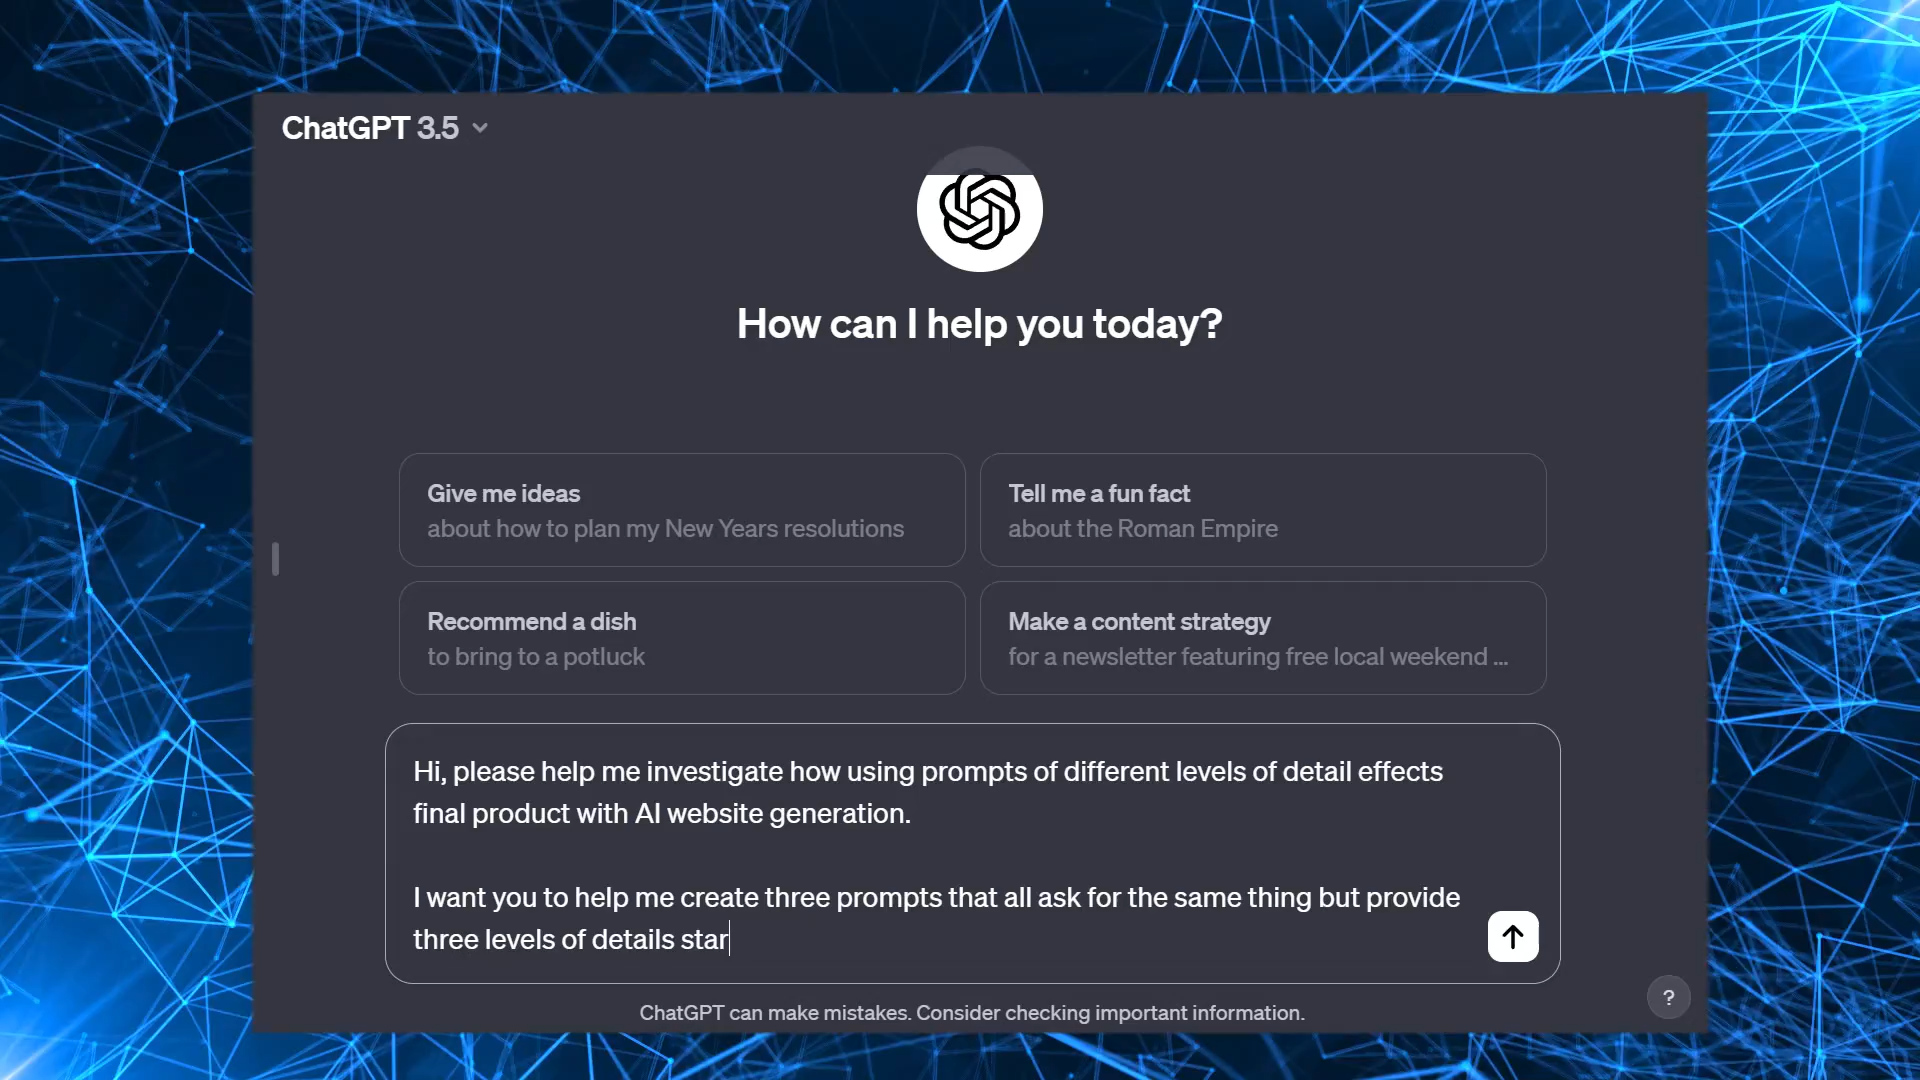 ChatGPT 3.5
How can I help you today?
Give me ideas
about how to plan my New Years resolutions
Tell me a fun fact
about the Roman Empire
Recommend a dish
to bring to a potluck
Make a content strategy
for a newsletter featuring free local weekend ...
Hi, please help me investigate how using prompts of different levels of detail effects
final product with AI website generation.
I want you to help me create three prompts that all ask for the same thing but provide
three levels of details star
ChatGPT can make mistakes. Consider checking important information.
?